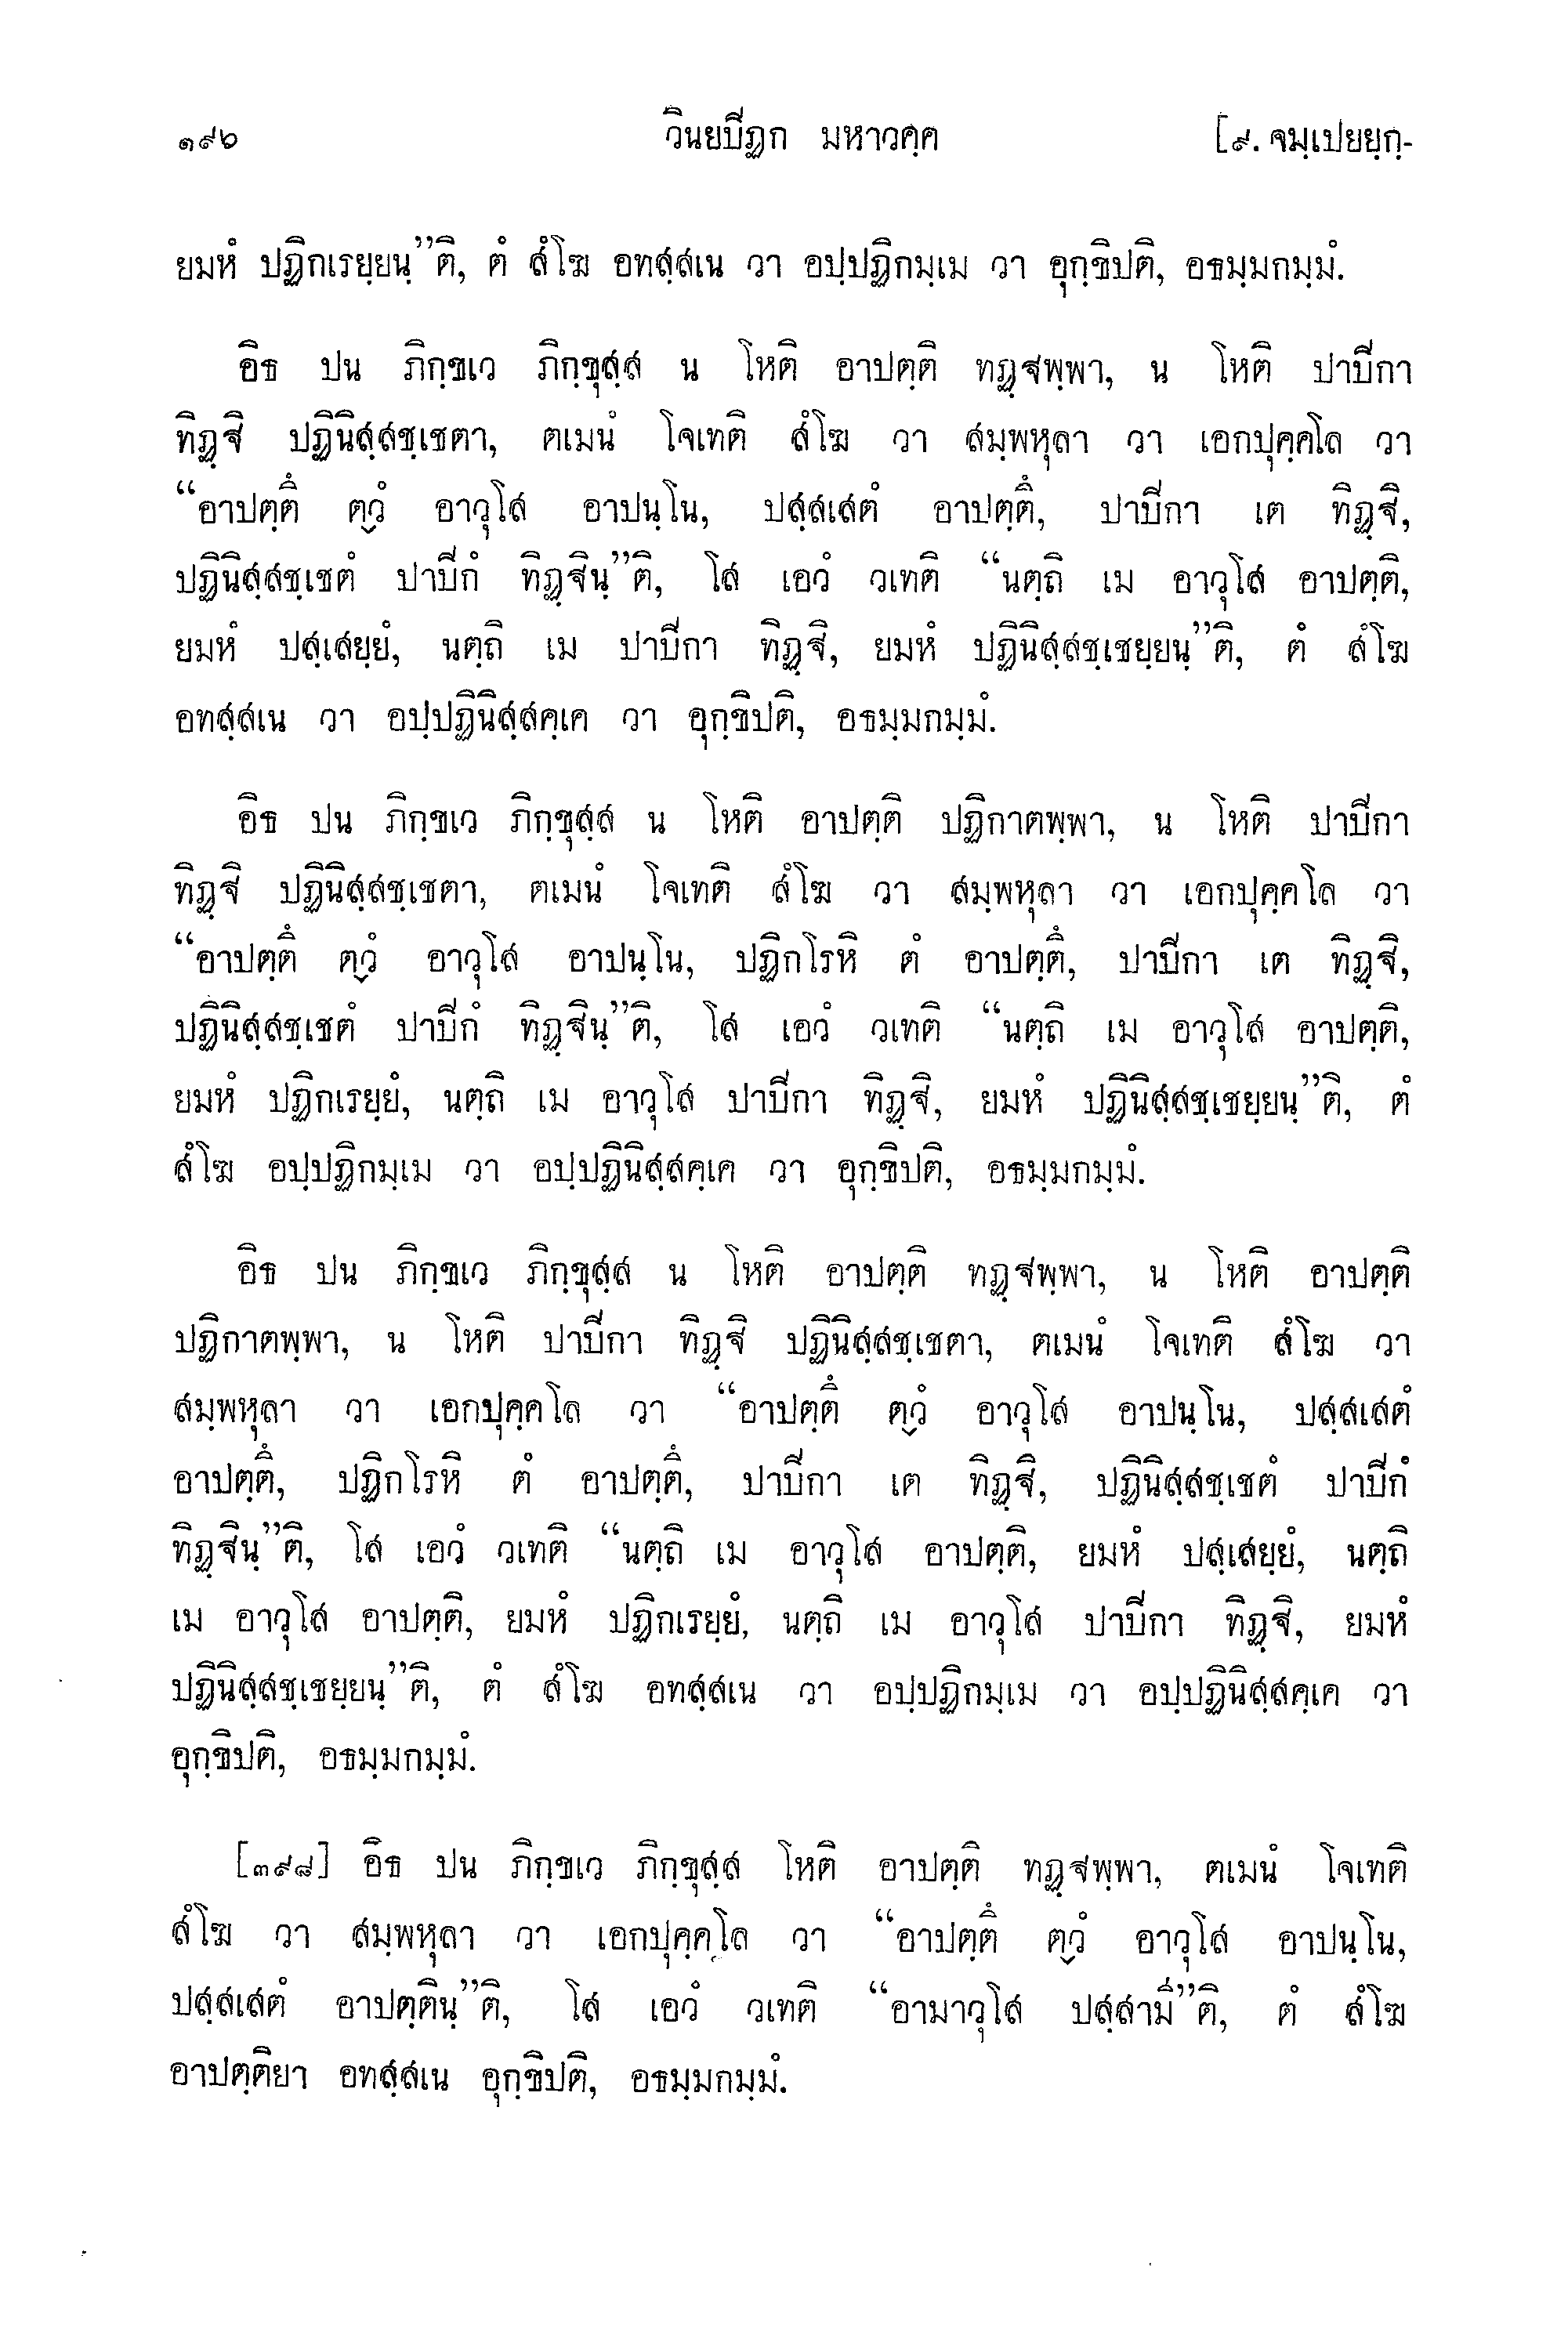 ๑๙๖ วินยปิฏก มหาวคฺค [๙. จมฺเปยยฺกฺ-
ยมหํ ปฏิกเรยฺยนฺ”ติ, ตํ สํโฆ อทสฺสเน วา อปฺปฏิกมฺเม วา อุกฺขิปติ, อธมฺมกมฺมํ.
อิธ ปน ภิกฺขเว ภิกฺขุสฺส น โหติ อาปตฺติ ทฏฺฐพฺพา, น โหติ ปาปิกา
ทิฏฺฐิ ปฏินิสฺสชฺเชตา, ตเมนํ โจเทติ สํโฆ วา สมฺพหุลา วา เอกปุคฺคโล วา
“อาปตฺตึ ตฺวํ อาวุโส อาปนฺโน, ปสฺสเสตํ อาปตฺตึ, ปาปิกา เต ทิฏฺฐิ,
ปฏินิสฺสชฺเชตํ ปาปิกํ ทิฏฺฐินฺ”ติ, โส เอวํ วเทติ “นตฺถิ เม อาวุโส อาปตฺติ,
ยมหํ ปสฺเสยฺยํ, นตฺถิ เม ปาปิกา ทิฏฺฐิ, ยมหํ ปฏินิสฺสชฺเชยฺยนฺ”ติ, ตํ สํโฆ
อทสฺสเน วา อปฺปฏินิสฺสคฺเค วา อุกฺขิปติ, อธมฺมกมฺมํ.
อิธ ปน ภิกฺขเว ภิกฺขุสฺส น โหติ อาปตฺติ ปฏิกาตพฺพา, น โหติ ปาปิกา
ทิฏฺฐิ ปฏินิสฺสชฺเชตา, ตเมนํ โจเทติ สํโฆ วา สมฺพหุลา วา เอกปุคฺคโล วา
“อาปตฺตึ ตฺวํ อาวุโส อาปนฺโน, ปฏิกโรหิ ตํ อาปตฺตึ, ปาปิกา เต ทิฏฺฐิ,
ปฏินิสฺสชฺเชตํ ปาปิกํ ทิฏฺฐินฺ”ติ, โส เอวํ วเทติ “นตฺถิ เม อาวุโส อาปตฺติ,
ยมหํ ปฏิกเรยฺยํ, นตฺถิ เม อาวุโส ปาปิกา ทิฏฺฐิ, ยมหํ ปฏินิสฺสชฺเชยฺยนฺ”ติ, ตํ
สํโฆ อปฺปฏิกมฺเม วา อปฺปฏินิสฺสคฺเค วา อุกฺขิปติ, อธมฺมกมฺมํ.
อิธ ปน ภิกฺขเว ภิกฺขุสฺส น โหติ อาปตฺติ ทฏฺฐพฺพา, น โหติ อาปตฺติ
ปฏิกาตพฺพา, น โหติ ปาปิกา ทิฏฺฐิ ปฏินิสฺสชฺเชตา, ตเมนํ โจเทติ สํโฆ วา
สมฺพหุลา วา เอกปุคฺคโล วา “อาปตฺตึ ตฺวํ อาวุโส อาปนฺโน, ปสฺสเสตํ
อาปตฺตึ, ปฏิกโรหิ ตํ อาปตฺตึ, ปาปิกา เต ทิฏฺฐิ, ปฏินิสฺสชฺเชตํ ปาปิกํ
ทิฏฺฐินฺ”ติ, โส เอวํ วเทติ “นตฺถิ เม อาวุโส อาปตฺติ, ยมหํ ปสฺเสยฺยํ, นตฺถิ
เม อาวุโส อาปตฺติ, ยมหํ ปฏิกเรยฺยํ, นตฺถิ เม อาวุโส ปาปิกา ทิฏฺฐิ, ยมหํ
ปฏินิสฺสชฺเชยฺยนฺ”ติ, ตํ สํโฆ อทสฺสเน วา อปฺปฏิกมฺเม วา อปฺปฏินิสฺสคฺเค วา
อุกฺขิปติ, อธมฺมกมฺมํ.
[๓๙๘] อิธ ปน ภิกฺขเว ภิกฺขุสฺส โหติ อาปตฺติ ทฏฺฐพฺพา, ตเมนํ โจเทติ
สํโฆ วา สมฺพหุลา วา เอกปุคฺคโล วา “อาปตฺตึ ตฺวํ อาวุโส อาปนฺโน,
ปสฺสเสตํ อาปตฺตินฺ”ติ, โส เอวํ วเทติ “อามาวุโส ปสฺสามี”ติ, ตํ สํโฆ
อาปตฺติยา อทสฺสเน อุกฺขิปติ, อธมฺมกมฺมํ.